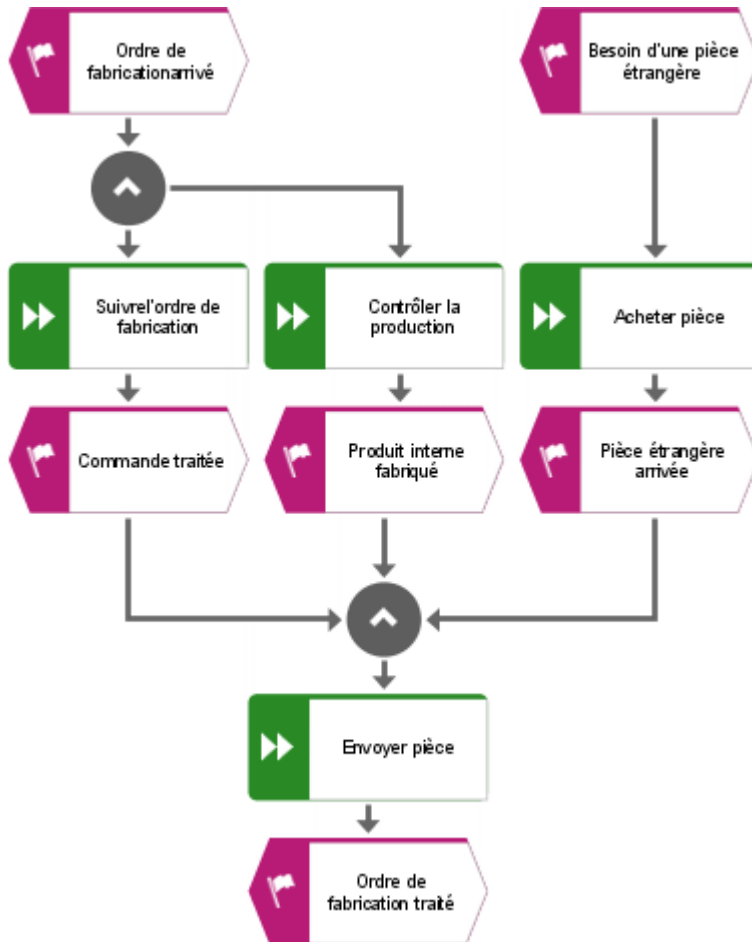 Ordre de
fabricationarrivé
Besoin d'une pièce
étrangère
Suivrel'ordre de
fabrication
Contrôler la
production
Acheter pièce
Commande traitée
Produit interne
fabriqué
Pièce étrangère
arrivée
Envoyer pièce
Ordre de
fabrication traité